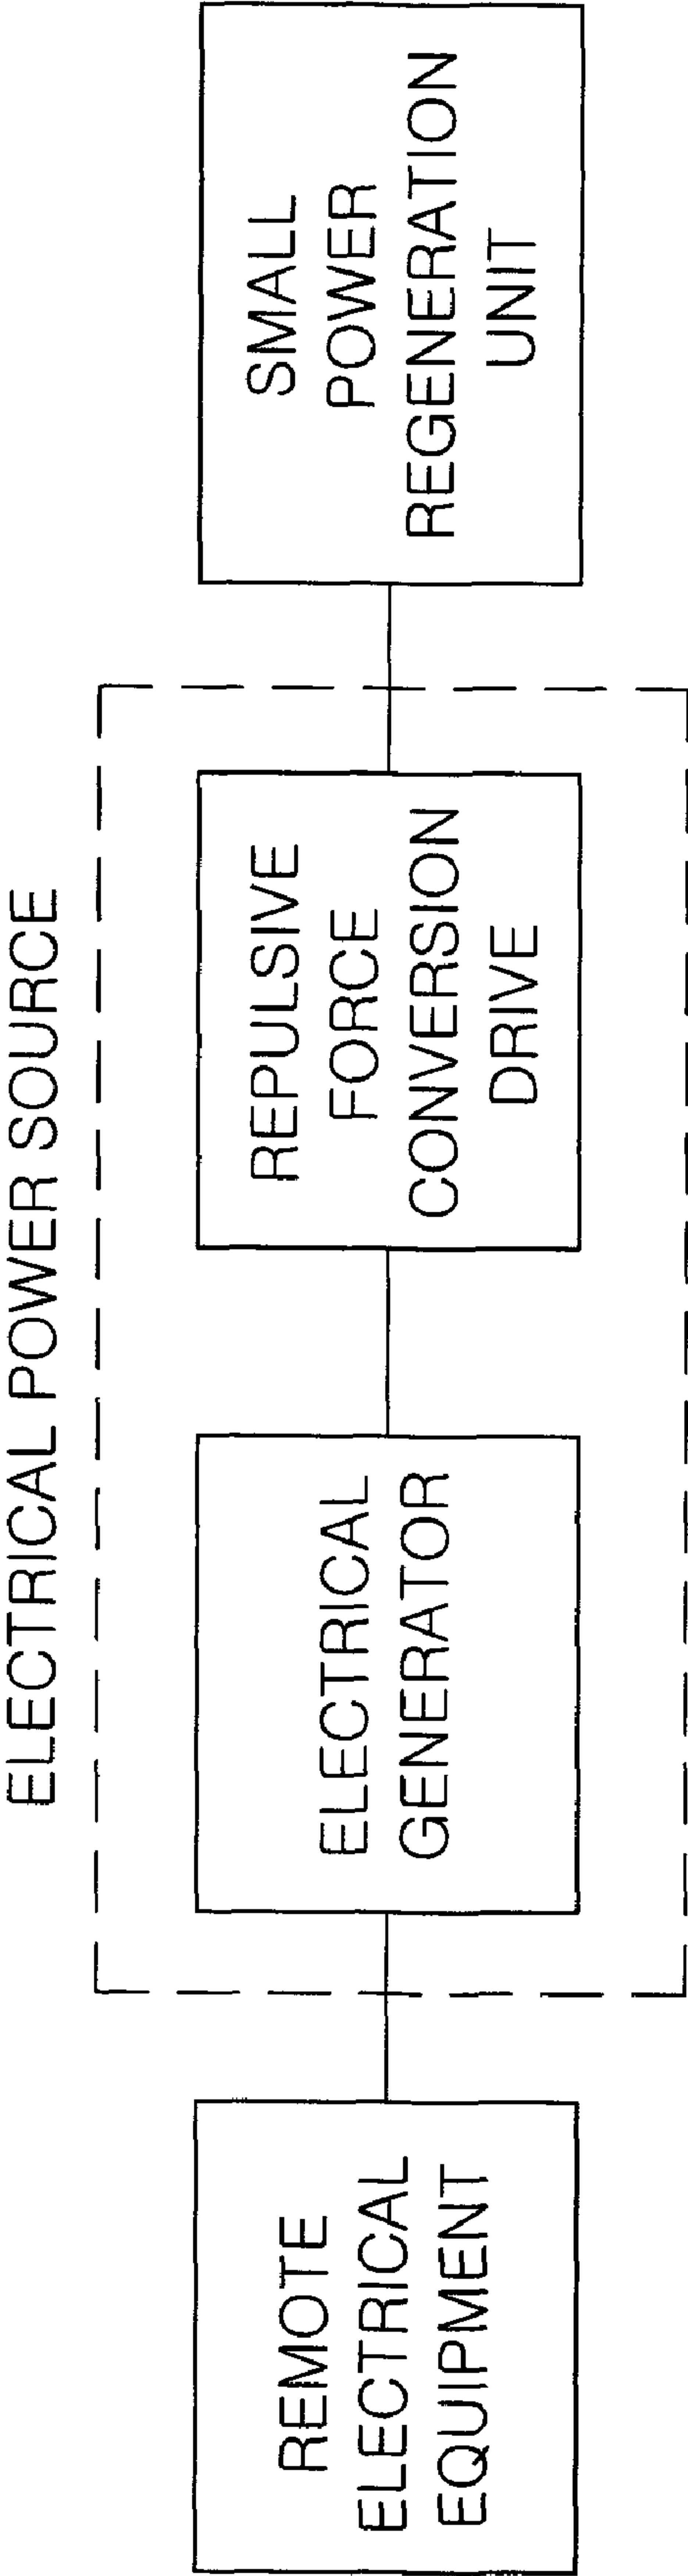 ELECTRICAL POWER SOURCE
REMOTE
ELECTRICAL
EQUIPMENT
ELECTRICAL
GENERATOR
REPULSIVE
FORCE
CONVERSION
DRIVE
SMALL
POWER
REGENERATION
UNIT